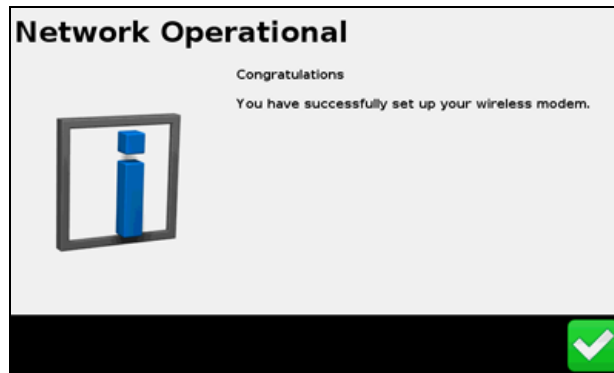 Network Operational
Congratulations
You have successfully set up your wireless modem.